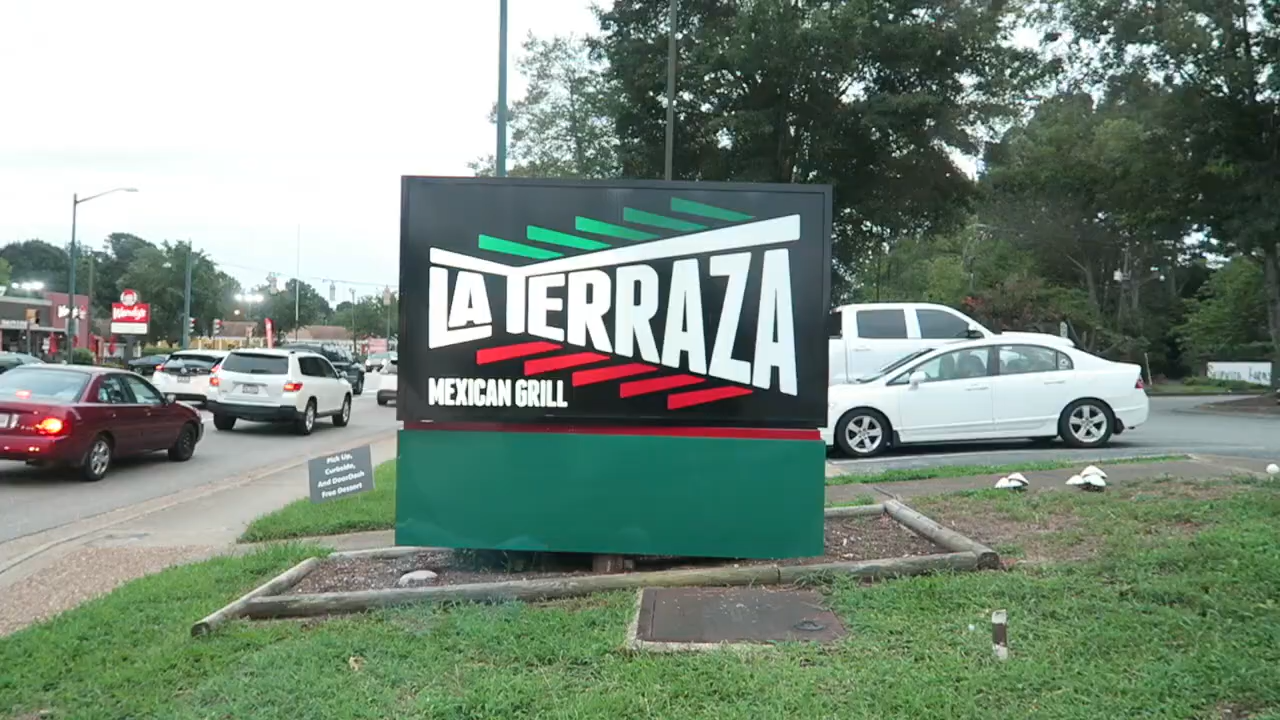 LA TERRAZA
MEXICAN GRILL
Wendy's
Pick Up,
Curbside,
And DoorDash
Free Dessert